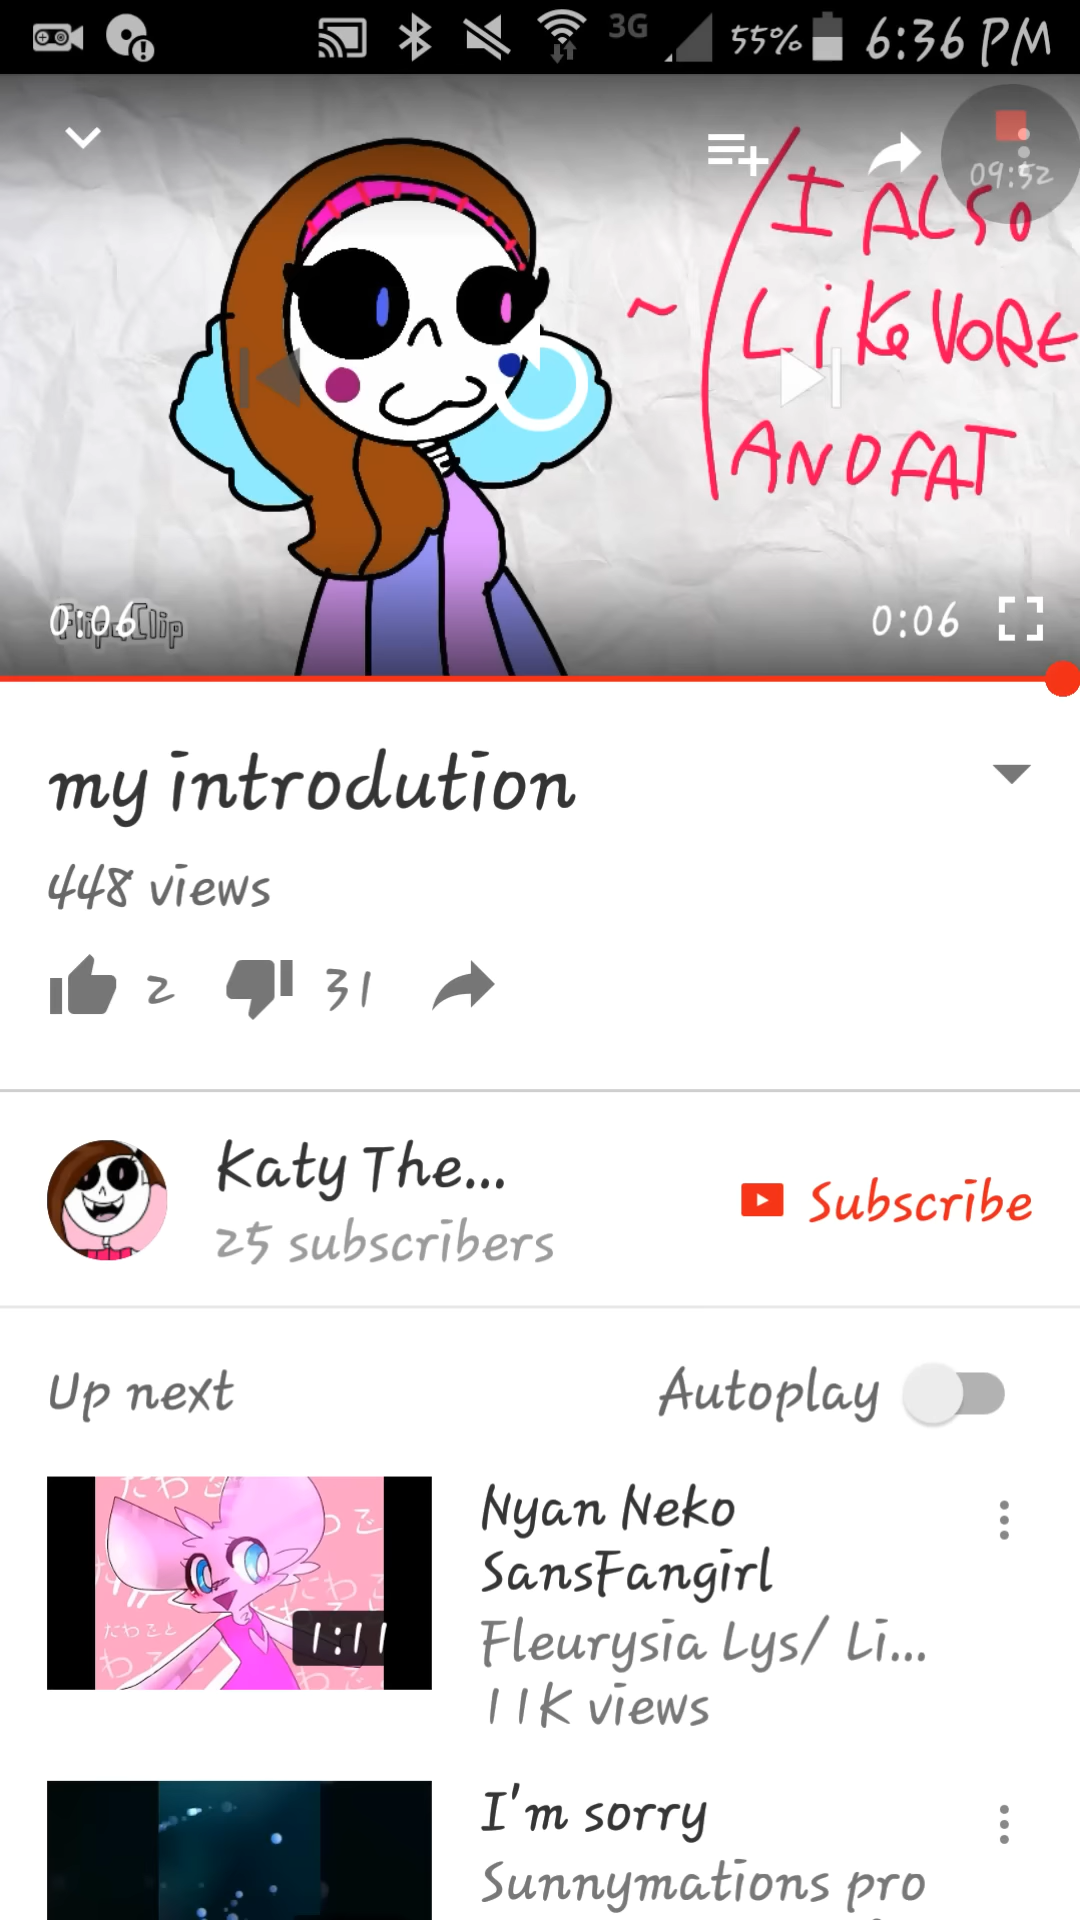 3G 55% 6:36 PM
09:52
I ALSO
~ LiKe VORE
AND FAT
0:06 FlipaClip 0:06
my introdution
448 views
2 31
Katy The...
25 subscribers
Subscribe
Up next
Autoplay
1:11
Nyan Neko
SansFangirl
Fleurysia Lys/ Li...
11K views
I'm sorry
Sunnymations pro